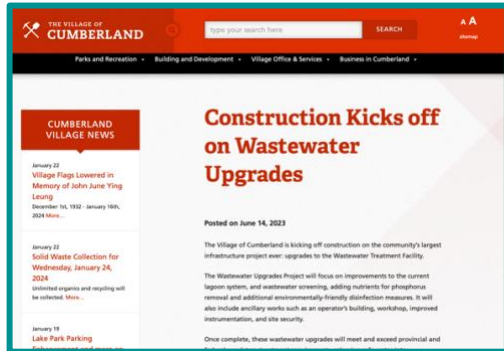 THE VILLAGE OF
CUMBERLAND
type your search here
SEARCH
A A
sitemap
Parks and Recreation
Building and Development
Village Office & Services
Business in Cumberland
CUMBERLAND
VILLAGE NEWS
January 22
Village Flags Lowered in
Memory of John June Ying
Leung
December 1st, 1932 - January 16th,
2024 More...
January 22
Solid Waste Collection for
Wednesday, January 24,
2024
Unlimited organics and recycling will
be collected. More...
January 19
Lake Park Parking
Construction Kicks off
on Wastewater
Upgrades
Posted on June 14, 2023
The Village of Cumberland is kicking off construction on the community's largest
infrastructure project ever: upgrades to the Wastewater Treatment Facility.
The Wastewater Upgrades Project will focus on improvements to the current
lagoon system, and wastewater screening, adding nutrients for phosphorus
removal and additional environmentally-friendly disinfection measures. It will
also include ancillary works such as an operator's building, workshop, improved
instrumentation, and site security.
Once complete, these wastewater upgrades will meet and exceed provincial and